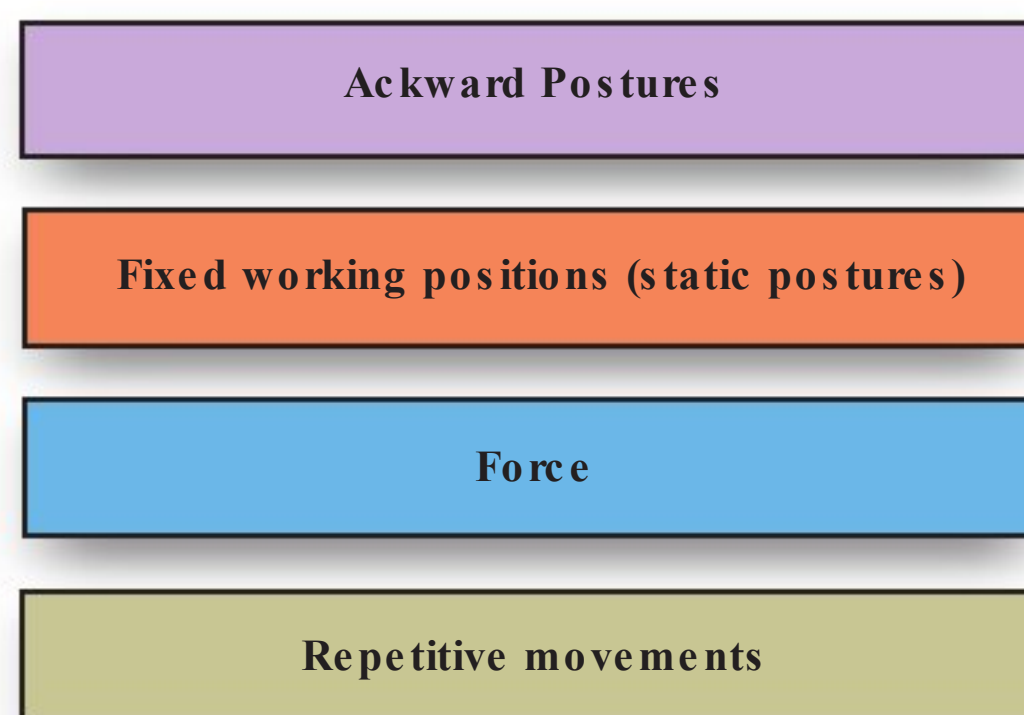 Ackward Postures
Fixed working positions (static postures)
Force
Repetitive movements